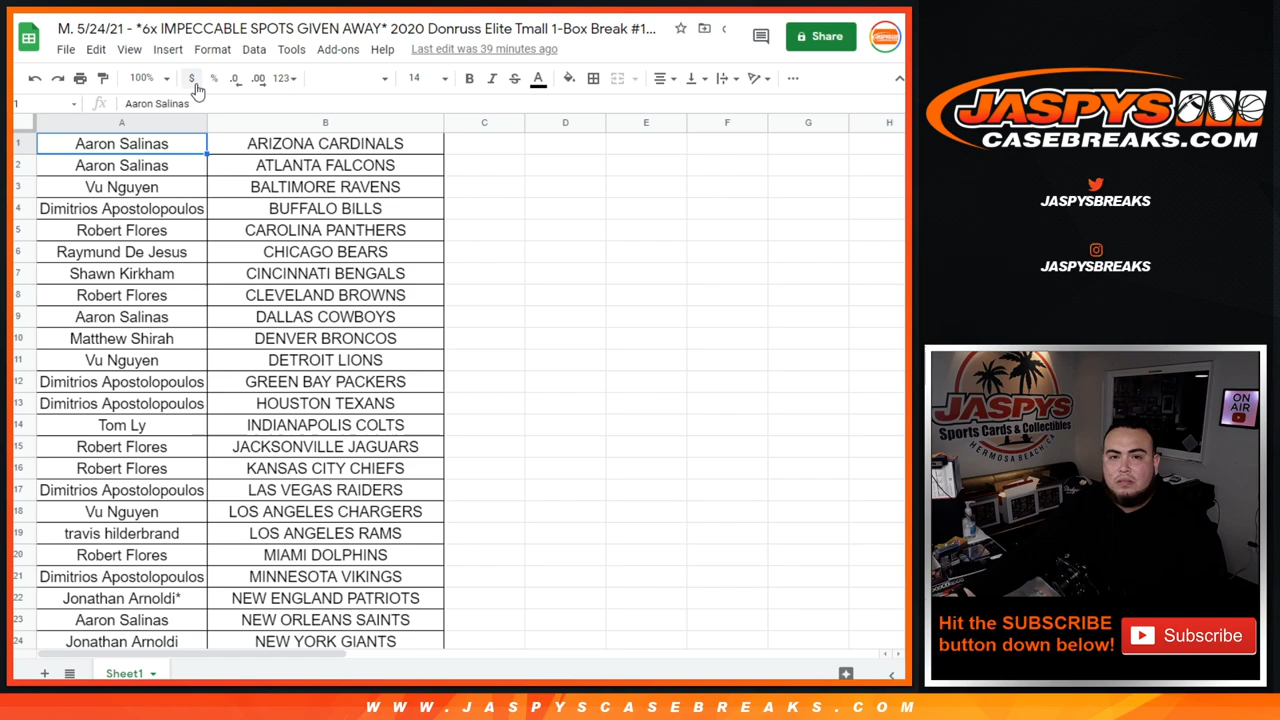 M. 5/24/21 - *6x IMPECCABLE SPOTS GIVEN AWAY* 2020 Donruss Elite Tmall 1-Box Break #1...
File Edit View Insert Format Data Tools Add-ons Help Last edit was 39 minutes ago
Share
100% $ % .0 .00 123 14 B I S A
1 fx Aaron Salinas
A B C D E F G H
1 Aaron Salinas ARIZONA CARDINALS
2 Aaron Salinas ATLANTA FALCONS
3 Vu Nguyen BALTIMORE RAVENS
4 Dimitrios Apostolopoulos BUFFALO BILLS
5 Robert Flores CAROLINA PANTHERS
6 Raymund De Jesus CHICAGO BEARS
7 Shawn Kirkham CINCINNATI BENGALS
8 Robert Flores CLEVELAND BROWNS
9 Aaron Salinas DALLAS COWBOYS
10 Matthew Shirah DENVER BRONCOS
11 Vu Nguyen DETROIT LIONS
12 Dimitrios Apostolopoulos GREEN BAY PACKERS
13 Dimitrios Apostolopoulos HOUSTON TEXANS
14 Tom Ly INDIANAPOLIS COLTS
15 Robert Flores JACKSONVILLE JAGUARS
16 Robert Flores KANSAS CITY CHIEFS
17 Dimitrios Apostolopoulos LAS VEGAS RAIDERS
18 Vu Nguyen LOS ANGELES CHARGERS
19 travis hilderbrand LOS ANGELES RAMS
20 Robert Flores MIAMI DOLPHINS
21 Dimitrios Apostolopoulos MINNESOTA VIKINGS
22 Jonathan Arnoldi* NEW ENGLAND PATRIOTS
23 Aaron Salinas NEW ORLEANS SAINTS
24 Jonathan Arnoldi NEW YORK GIANTS
Sheet1
JASPYS
CASEBREAKS.COM
JASPYSBREAKS
JASPYSBREAKS
JASPYS
Sports Cards & Collectibles
HERMOSA BEACH, CA
ON AIR
Hit the SUBSCRIBE
button down below!
Subscribe
WWW.JASPYSCASEBREAKS.COM